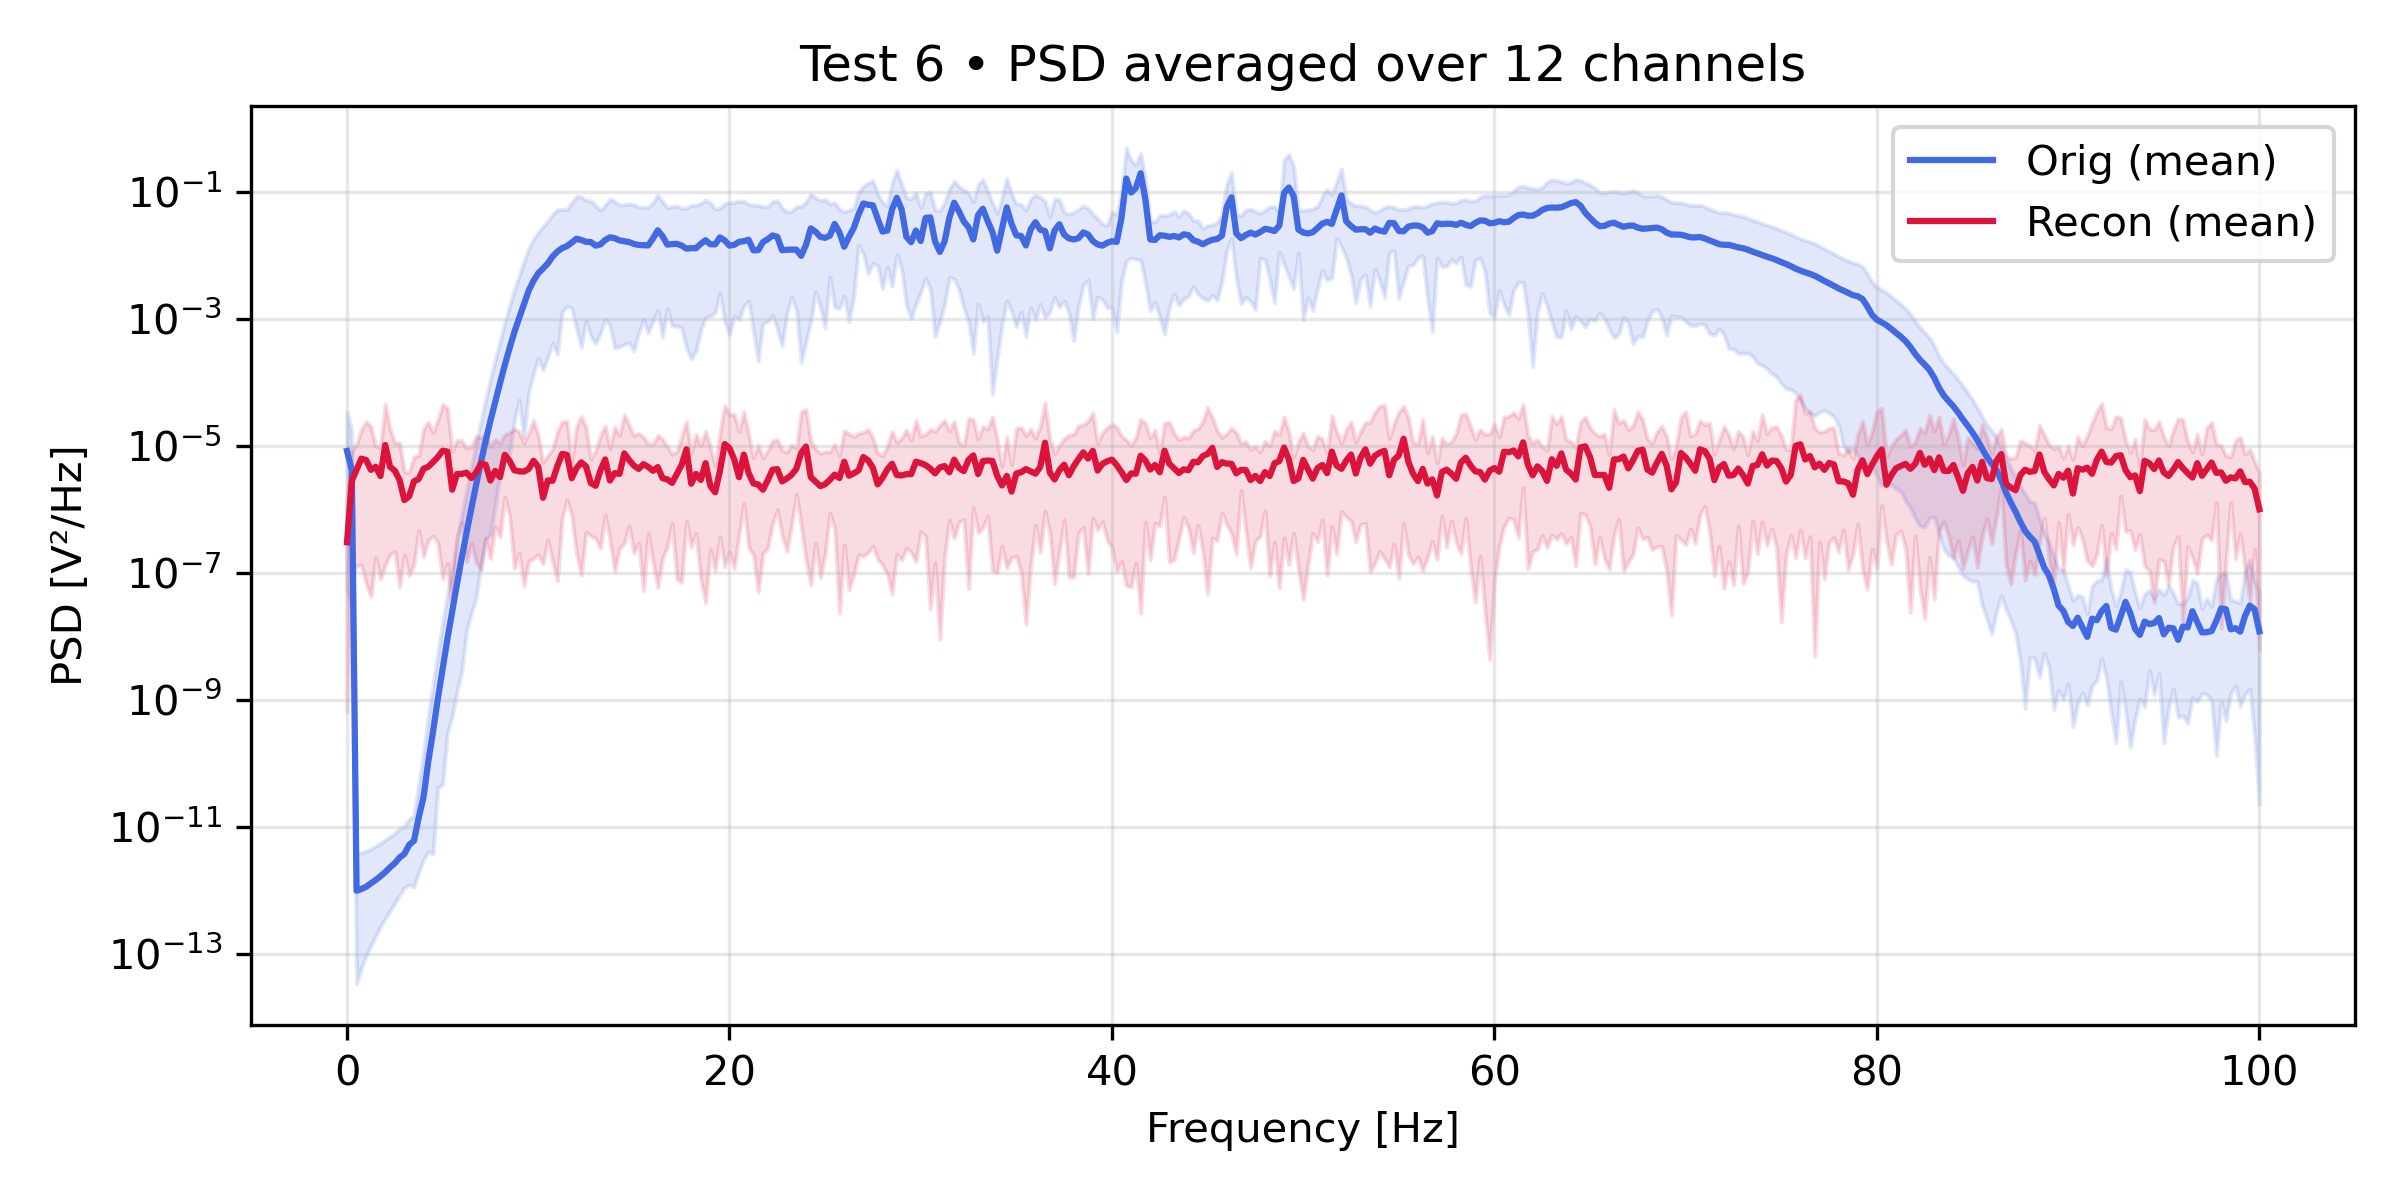 Test 6 • PSD averaged over 12 channels
Orig (mean)
Recon (mean)
PSD [V²/Hz]
10⁻¹
10⁻³
10⁻⁵
10⁻⁷
10⁻⁹
10⁻¹¹
10⁻¹³
0 20 40 60 80 100
Frequency [Hz]